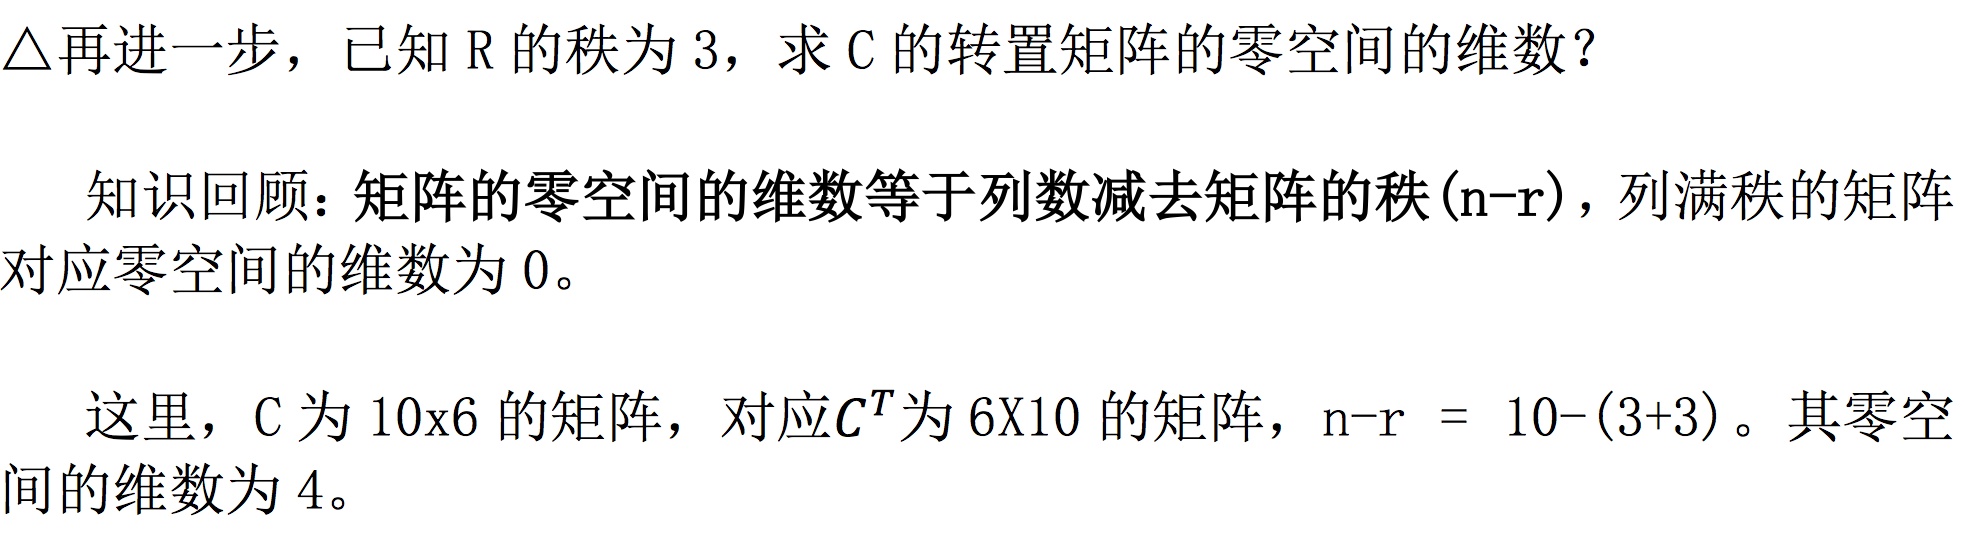 △再进一步，已知 R 的秩为 3，求 C 的转置矩阵的零空间的维数？
知识回顾：矩阵的零空间的维数等于列数减去矩阵的秩(n-r)，列满秩的矩阵
对应零空间的维数为 0。
这里，C 为 10x6 的矩阵，对应Cᵀ为 6X10 的矩阵，n-r = 10-(3+3)。其零空
间的维数为 4。